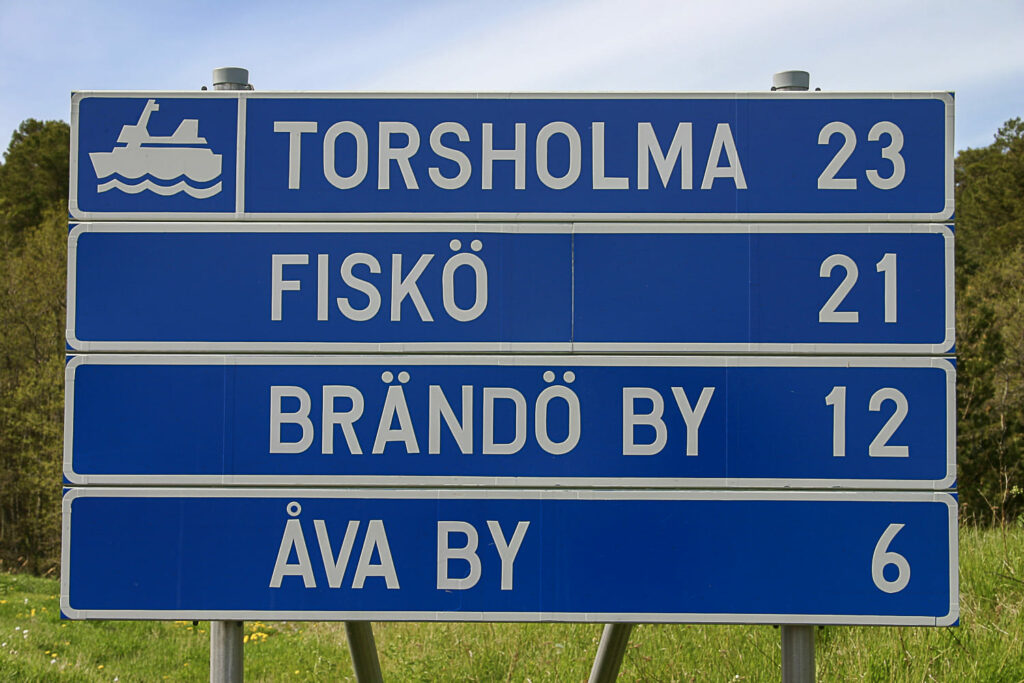 TORSHOLMA 23
FISKÖ 21
BRÄNDÖ BY 12
ÅVA BY 6